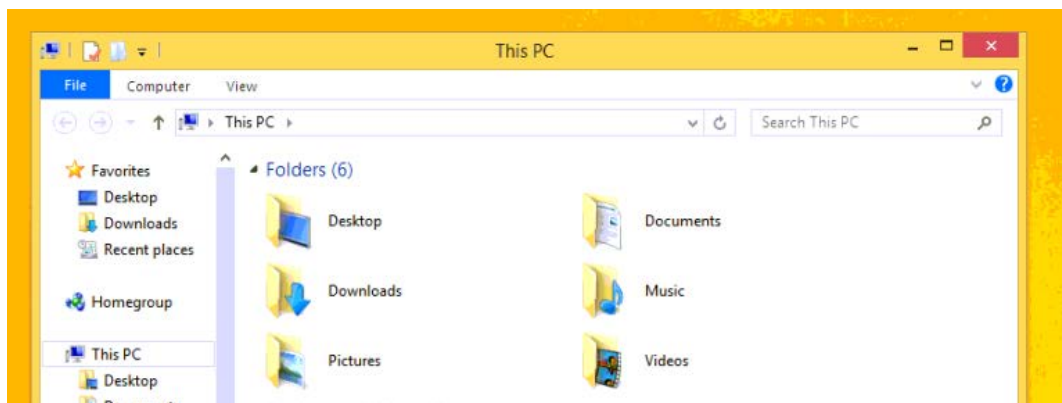 This PC
File Computer View
This PC Search This PC
Favorites
Desktop
Downloads
Recent places
Homegroup
This PC
Desktop
Folders (6)
Desktop Documents
Downloads Music
Pictures Videos